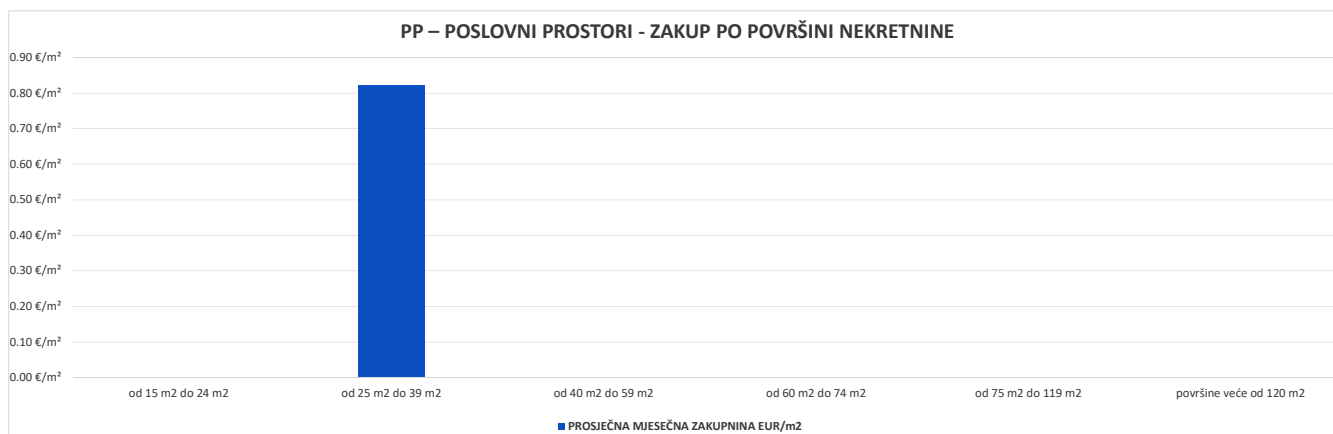 PP – POSLOVNI PROSTORI - ZAKUP PO POVRŠINI NEKRETNINE
0.90 €/m²
0.80 €/m²
0.70 €/m²
0.60 €/m²
0.50 €/m²
0.40 €/m²
0.30 €/m²
0.20 €/m²
0.10 €/m²
0.00 €/m²
od 15 m2 do 24 m2 od 25 m2 do 39 m2 od 40 m2 do 59 m2 od 60 m2 do 74 m2 od 75 m2 do 119 m2 površine veće od 120 m2
PROSJEČNA MJESEČNA ZAKUPNINA EUR/m2